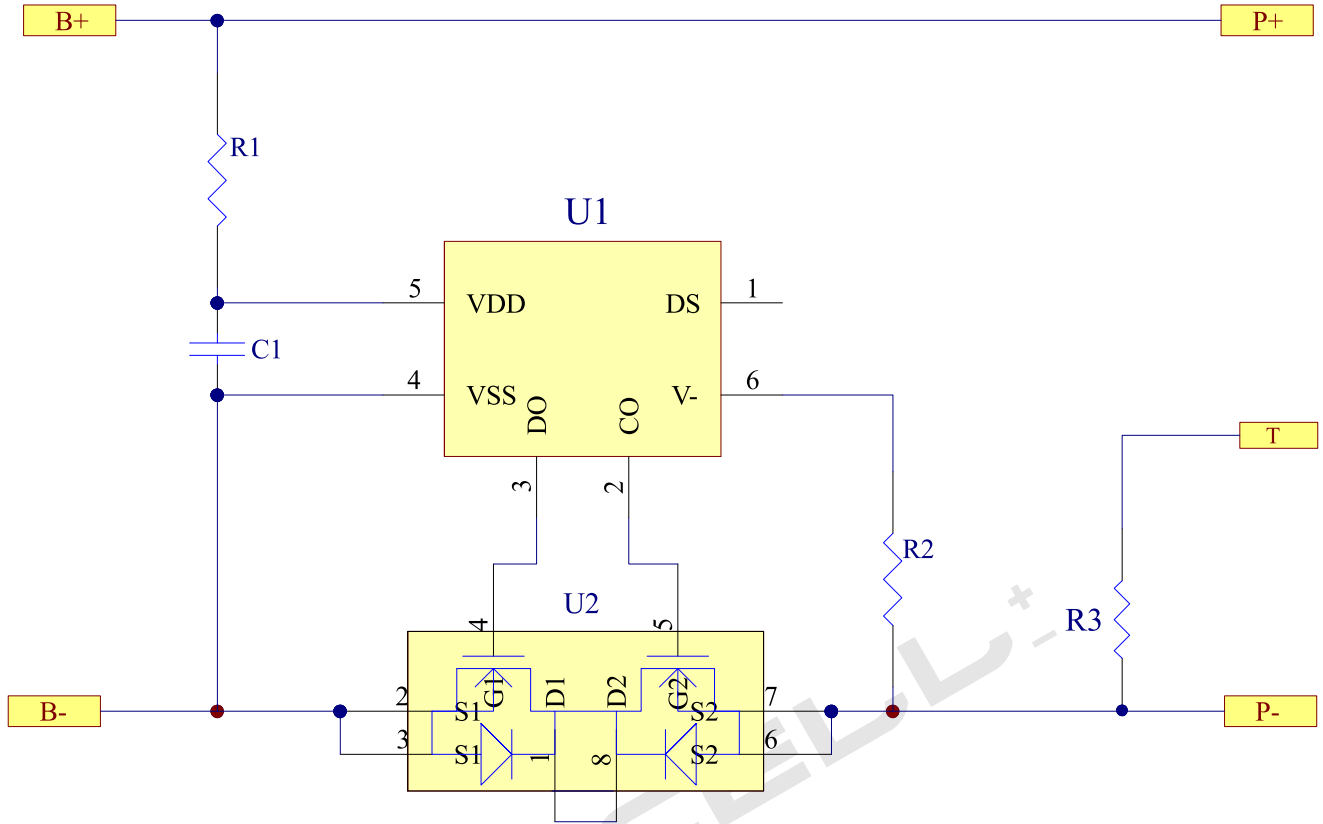 B+
P+
R1
U1
5
VDD
DS
1
C1
4
VSS
DO
CO
V-
6
3
2
T
R2
U2
R3
4
5
B-
2
S1
G1
D1
D2
G2
S2
7
P-
3
S1
1
8
S2
6